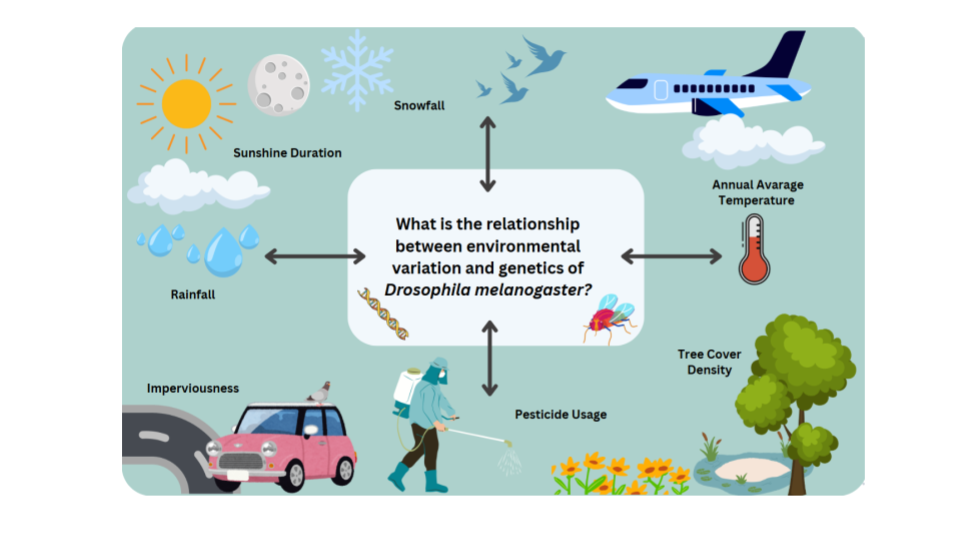 Snowfall
Sunshine Duration
Annual Avarage
Temperature
What is the relationship
between environmental
variation and genetics of
Drosophila melanogaster?
Rainfall
Tree Cover
Density
Imperviousness
Pesticide Usage